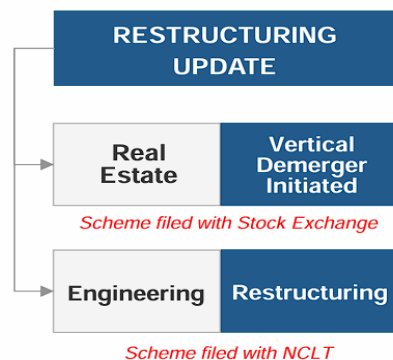 RESTRUCTURING
UPDATE
Real
Estate
Vertical
Demerger
Initiated
Scheme filed with Stock Exchange
Engineering
Restructuring
Scheme filed with NCLT